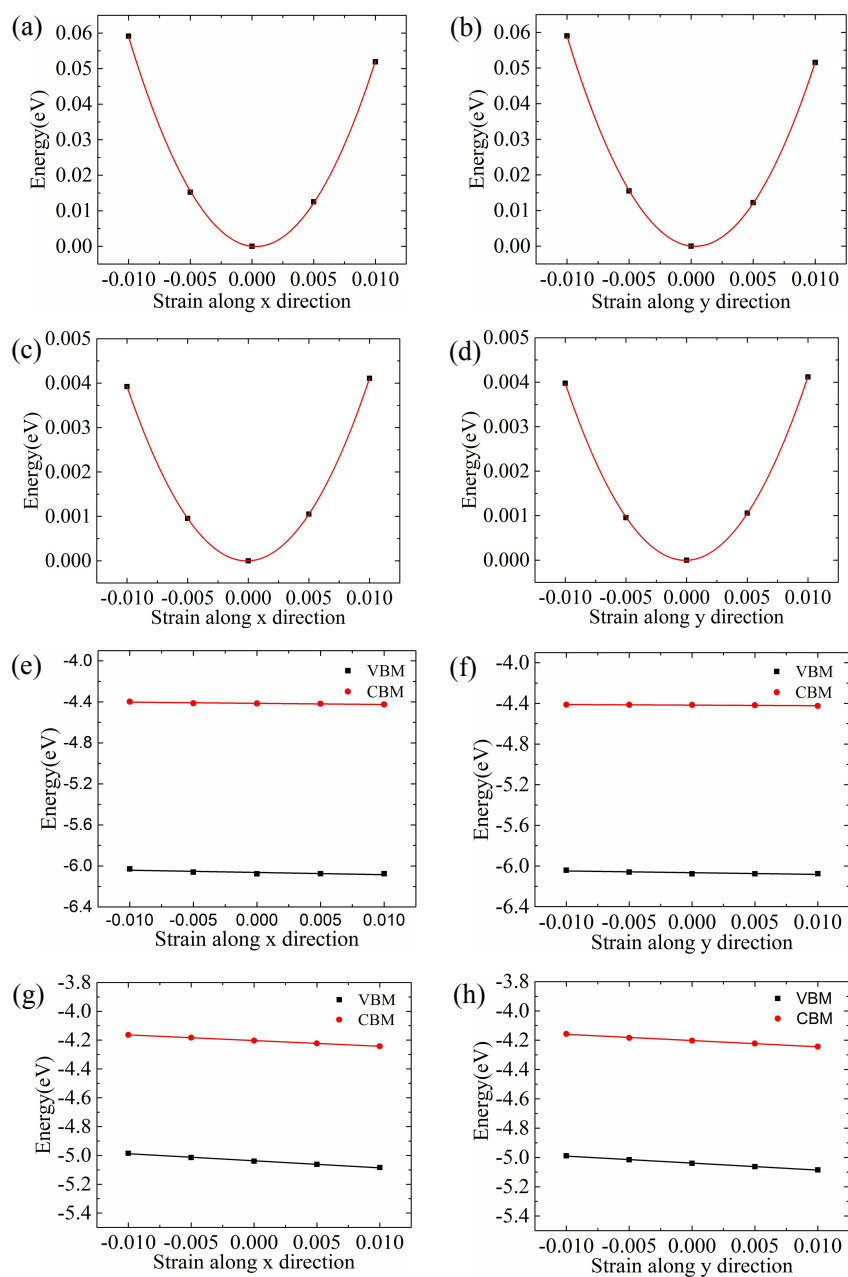 (a)
Energy(eV)
0.06
0.05
0.04
0.03
0.02
0.01
0.00
-0.010 -0.005 0.000 0.005 0.010
Strain along x direction
(b)
Energy(eV)
0.06
0.05
0.04
0.03
0.02
0.01
0.00
-0.010 -0.005 0.000 0.005 0.010
Strain along y direction
(c)
Energy(eV)
0.005
0.004
0.003
0.002
0.001
0.000
-0.010 -0.005 0.000 0.005 0.010
Strain along x direction
(d)
Energy(eV)
0.005
0.004
0.003
0.002
0.001
0.000
-0.010 -0.005 0.000 0.005 0.010
Strain along y direction
(e)
Energy(eV)
-4.0
-4.4
-4.8
-5.2
-5.6
-6.0
-6.4
VBM
CBM
-0.010 -0.005 0.000 0.005 0.010
Strain along x direction
(f)
Energy(eV)
-4.0
-4.4
-4.8
-5.2
-5.6
-6.0
-6.4
VBM
CBM
-0.010 -0.005 0.000 0.005 0.010
Strain along y direction
(g)
Energy(eV)
-3.8
-4.0
-4.2
-4.4
-4.6
-4.8
-5.0
-5.2
-5.4
VBM
CBM
-0.010 -0.005 0.000 0.005 0.010
Strain along x direction
(h)
Energy(eV)
-3.8
-4.0
-4.2
-4.4
-4.6
-4.8
-5.0
-5.2
-5.4
VBM
CBM
-0.010 -0.005 0.000 0.005 0.010
Strain along y direction